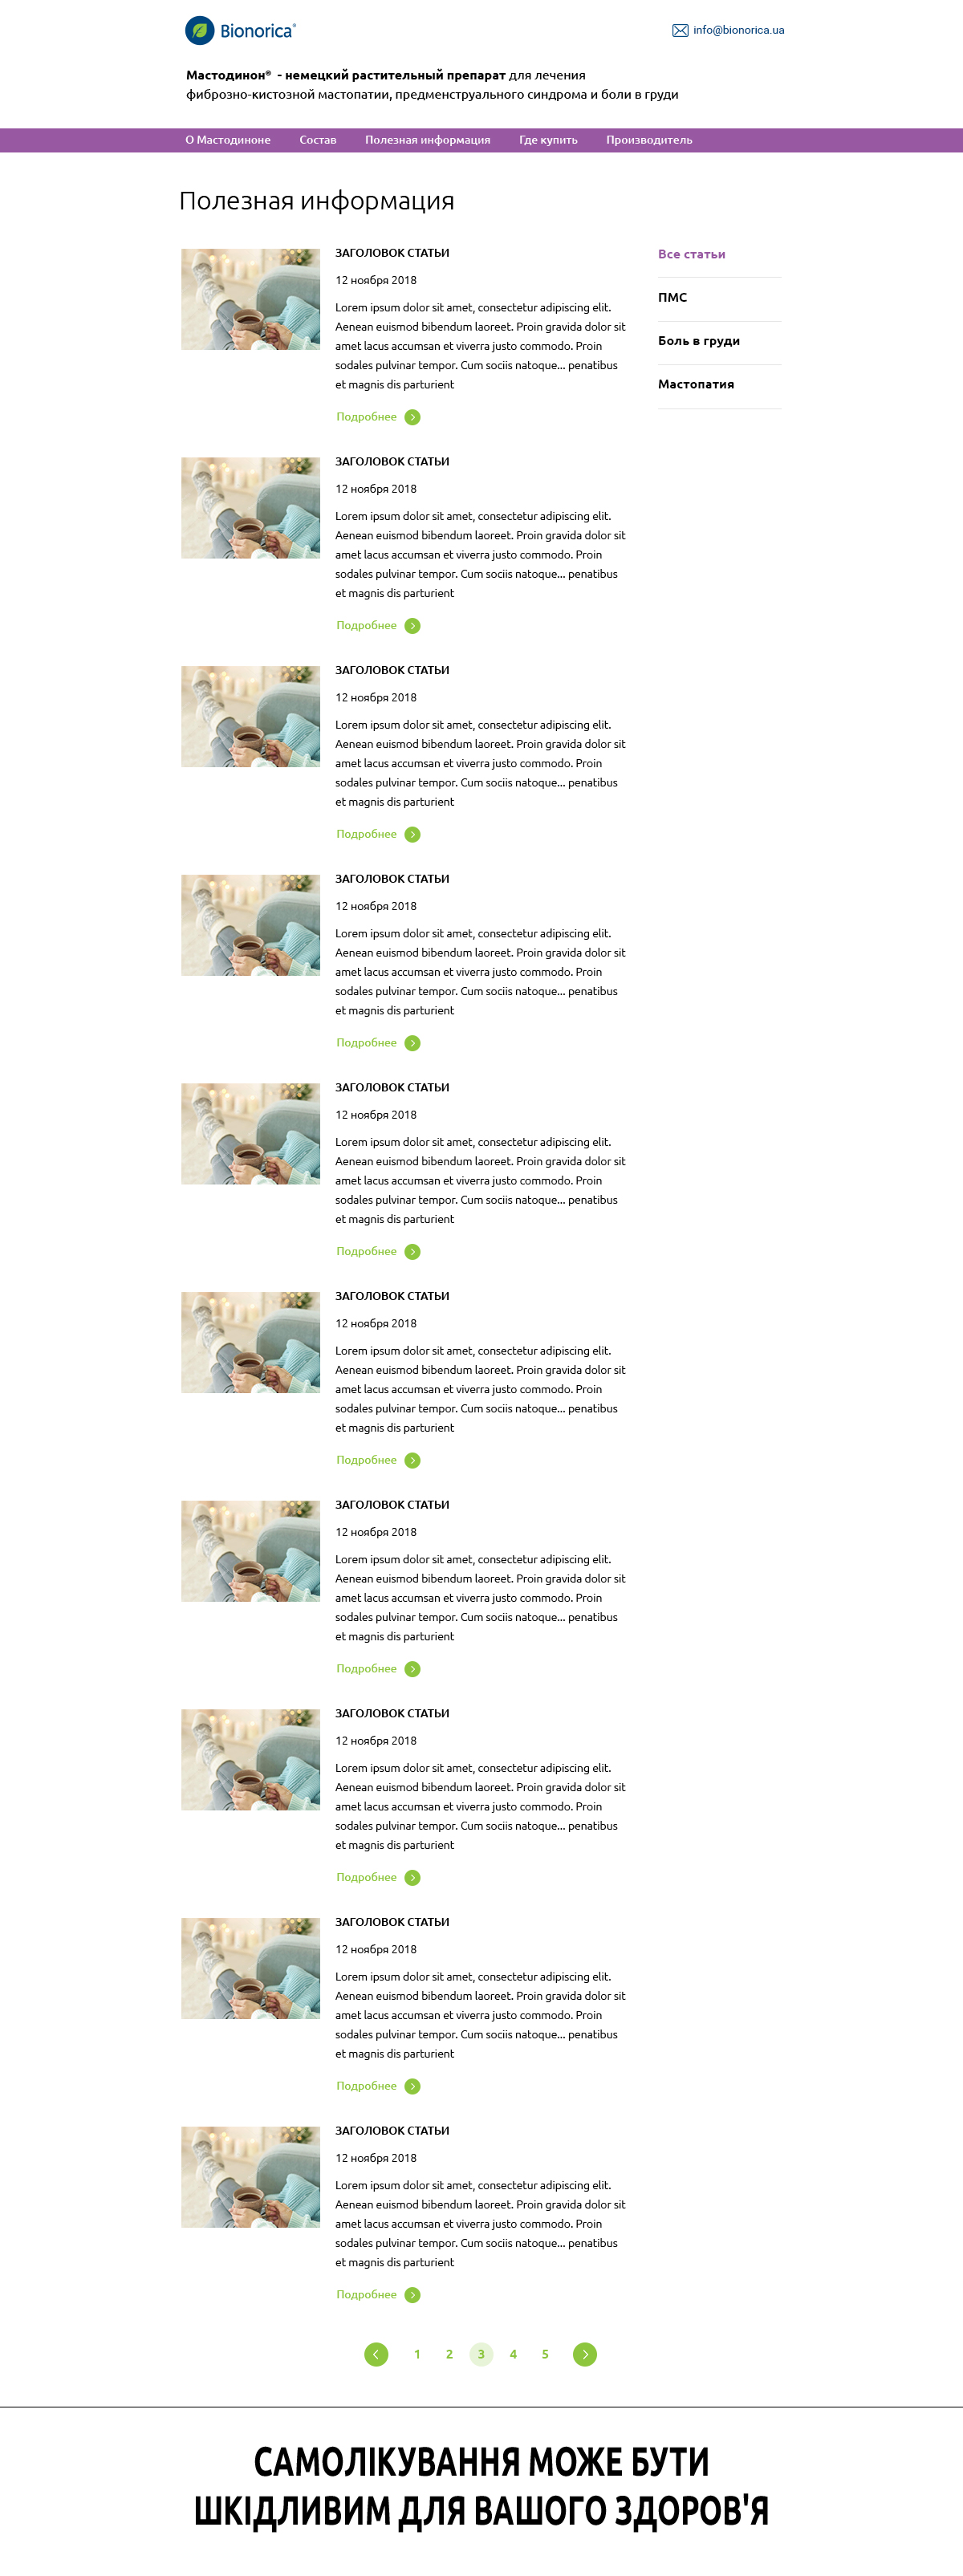 Bionorica®
info@bionorica.ua
Мастодинон® - немецкий растительный препарат для лечения
фиброзно-кистозной мастопатии, предменструального синдрома и боли в груди
О Мастодиноне Состав Полезная информация Где купить Производитель
Полезная информация
ЗАГОЛОВОК СТАТЬИ
12 ноября 2018
Lorem ipsum dolor sit amet, consectetur adipiscing elit.
Aenean euismod bibendum laoreet. Proin gravida dolor sit
amet lacus accumsan et viverra justo commodo. Proin
sodales pulvinar tempor. Cum sociis natoque... penatibus
et magnis dis parturient
Подробнее
Все статьи
ПМС
Боль в груди
Мастопатия
ЗАГОЛОВОК СТАТЬИ
12 ноября 2018
Lorem ipsum dolor sit amet, consectetur adipiscing elit.
Aenean euismod bibendum laoreet. Proin gravida dolor sit
amet lacus accumsan et viverra justo commodo. Proin
sodales pulvinar tempor. Cum sociis natoque... penatibus
et magnis dis parturient
Подробнее
ЗАГОЛОВОК СТАТЬИ
12 ноября 2018
Lorem ipsum dolor sit amet, consectetur adipiscing elit.
Aenean euismod bibendum laoreet. Proin gravida dolor sit
amet lacus accumsan et viverra justo commodo. Proin
sodales pulvinar tempor. Cum sociis natoque... penatibus
et magnis dis parturient
Подробнее
ЗАГОЛОВОК СТАТЬИ
12 ноября 2018
Lorem ipsum dolor sit amet, consectetur adipiscing elit.
Aenean euismod bibendum laoreet. Proin gravida dolor sit
amet lacus accumsan et viverra justo commodo. Proin
sodales pulvinar tempor. Cum sociis natoque... penatibus
et magnis dis parturient
Подробнее
ЗАГОЛОВОК СТАТЬИ
12 ноября 2018
Lorem ipsum dolor sit amet, consectetur adipiscing elit.
Aenean euismod bibendum laoreet. Proin gravida dolor sit
amet lacus accumsan et viverra justo commodo. Proin
sodales pulvinar tempor. Cum sociis natoque... penatibus
et magnis dis parturient
Подробнее
ЗАГОЛОВОК СТАТЬИ
12 ноября 2018
Lorem ipsum dolor sit amet, consectetur adipiscing elit.
Aenean euismod bibendum laoreet. Proin gravida dolor sit
amet lacus accumsan et viverra justo commodo. Proin
sodales pulvinar tempor. Cum sociis natoque... penatibus
et magnis dis parturient
Подробнее
ЗАГОЛОВОК СТАТЬИ
12 ноября 2018
Lorem ipsum dolor sit amet, consectetur adipiscing elit.
Aenean euismod bibendum laoreet. Proin gravida dolor sit
amet lacus accumsan et viverra justo commodo. Proin
sodales pulvinar tempor. Cum sociis natoque... penatibus
et magnis dis parturient
Подробнее
ЗАГОЛОВОК СТАТЬИ
12 ноября 2018
Lorem ipsum dolor sit amet, consectetur adipiscing elit.
Aenean euismod bibendum laoreet. Proin gravida dolor sit
amet lacus accumsan et viverra justo commodo. Proin
sodales pulvinar tempor. Cum sociis natoque... penatibus
et magnis dis parturient
Подробнее
ЗАГОЛОВОК СТАТЬИ
12 ноября 2018
Lorem ipsum dolor sit amet, consectetur adipiscing elit.
Aenean euismod bibendum laoreet. Proin gravida dolor sit
amet lacus accumsan et viverra justo commodo. Proin
sodales pulvinar tempor. Cum sociis natoque... penatibus
et magnis dis parturient
Подробнее
ЗАГОЛОВОК СТАТЬИ
12 ноября 2018
Lorem ipsum dolor sit amet, consectetur adipiscing elit.
Aenean euismod bibendum laoreet. Proin gravida dolor sit
amet lacus accumsan et viverra justo commodo. Proin
sodales pulvinar tempor. Cum sociis natoque... penatibus
et magnis dis parturient
Подробнее
1 2 3 4 5
САМОЛІКУВАННЯ МОЖЕ БУТИ
ШКІДЛИВИМ ДЛЯ ВАШОГО ЗДОРОВ'Я